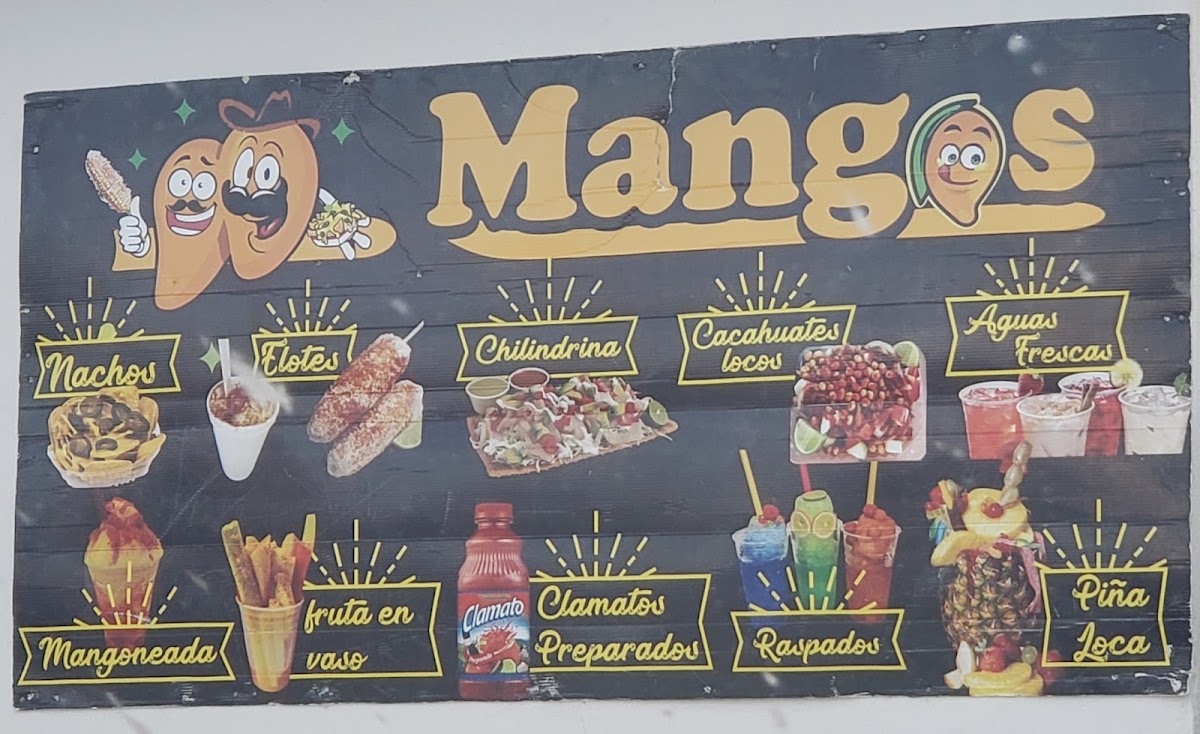 Mangos
Nachos
Elotes
Chilindrina
Cacahuates
locos
Aguas
Frescas
Mangoneada
fruta en
vaso
Clamato
Clamatos
Preparados
Raspados
Piña
Loca